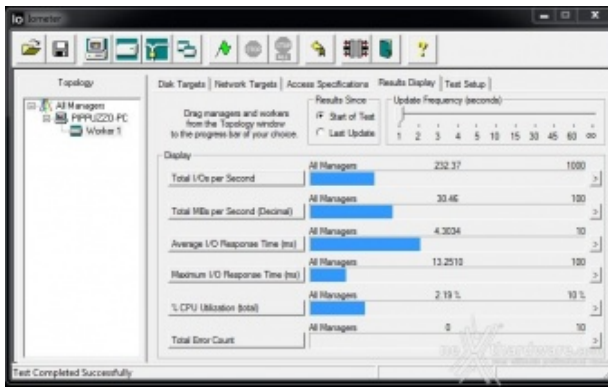 Io Iometer
Topology
All Managers
PIPPUZZO-PC
Worker 1
Disk Targets Network Targets Access Specifications Results Display Test Setup
Drag managers and workers
from the Topology window
to the progress bar of your choice.
Results Since
Start of Test
Last Update
Update Frequency (seconds)
1 2 3 4 5 10 15 30 45 60 ∞
Display
All Managers 232.37 1000
Total I/Os per Second >
All Managers 30.46 100
Total MBs per Second (Decimal) >
All Managers 4.3034 10
Average I/O Response Time (ms) >
All Managers 13.2510 100
Maximum I/O Response Time (ms) >
All Managers 2.19 % 10 %
% CPU Utilization (total) >
All Managers 0 10
Total Error Count >
Test Completed Successfully